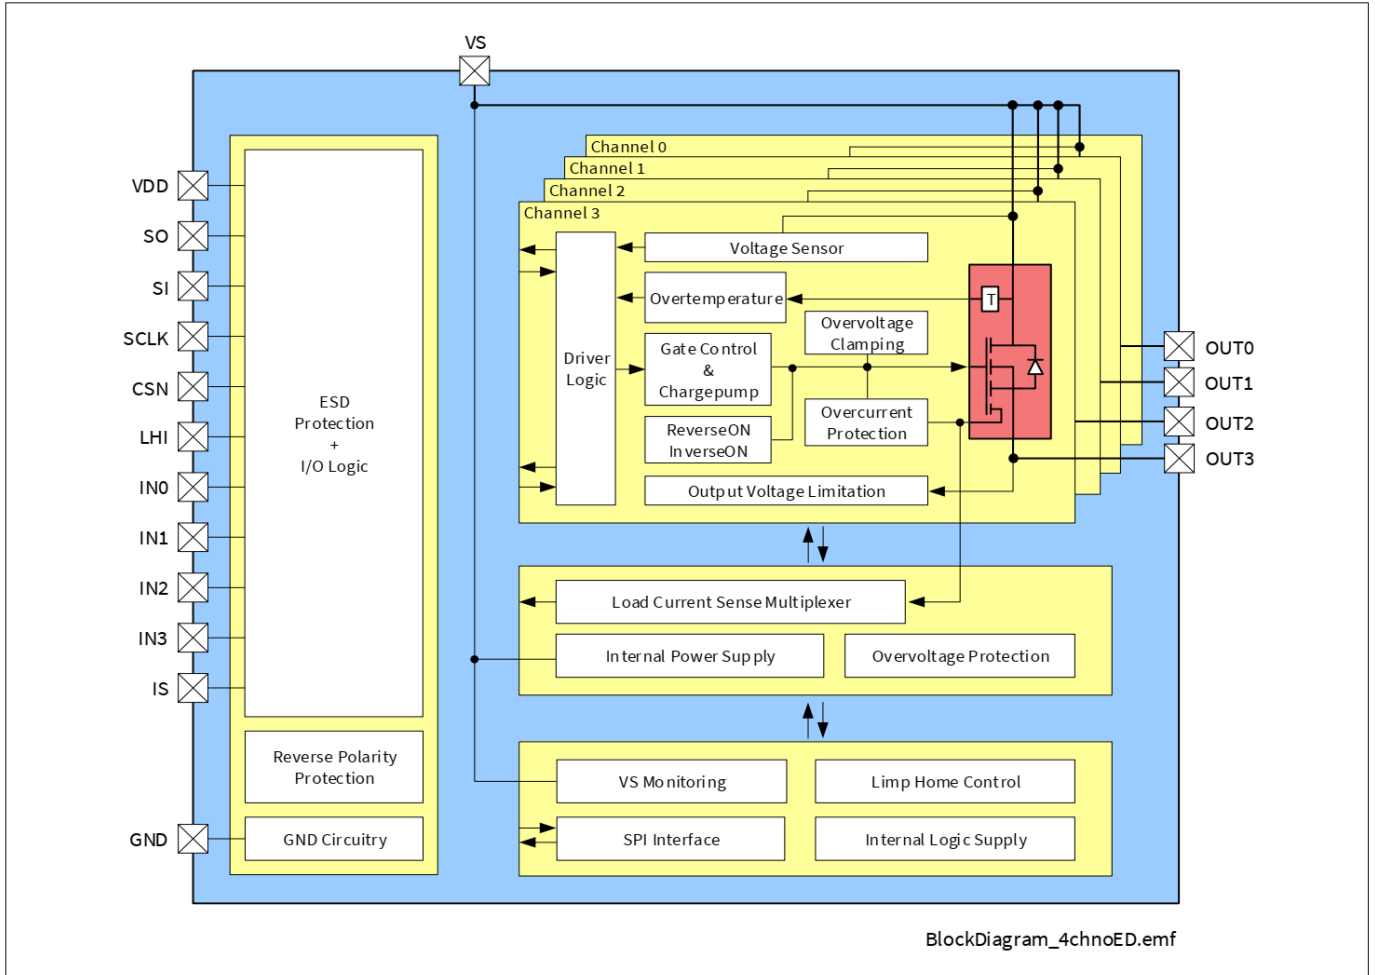 VS
VDD
SO
SI
SCLK
CSN
LHI
IN0
IN1
IN2
IN3
IS
GND
ESD
Protection
+
I/O Logic
Reverse Polarity
Protection
GND Circuitry
Channel 0
Channel 1
Channel 2
Channel 3
Driver
Logic
Voltage Sensor
Overtemperature
Gate Control
&
Chargepump
ReverseON
InverseON
Overvoltage
Clamping
Overcurrent
Protection
T
Output Voltage Limitation
OUT0
OUT1
OUT2
OUT3
Load Current Sense Multiplexer
Internal Power Supply
Overvoltage Protection
VS Monitoring
Limp Home Control
SPI Interface
Internal Logic Supply
BlockDiagram_4chnoED.emf